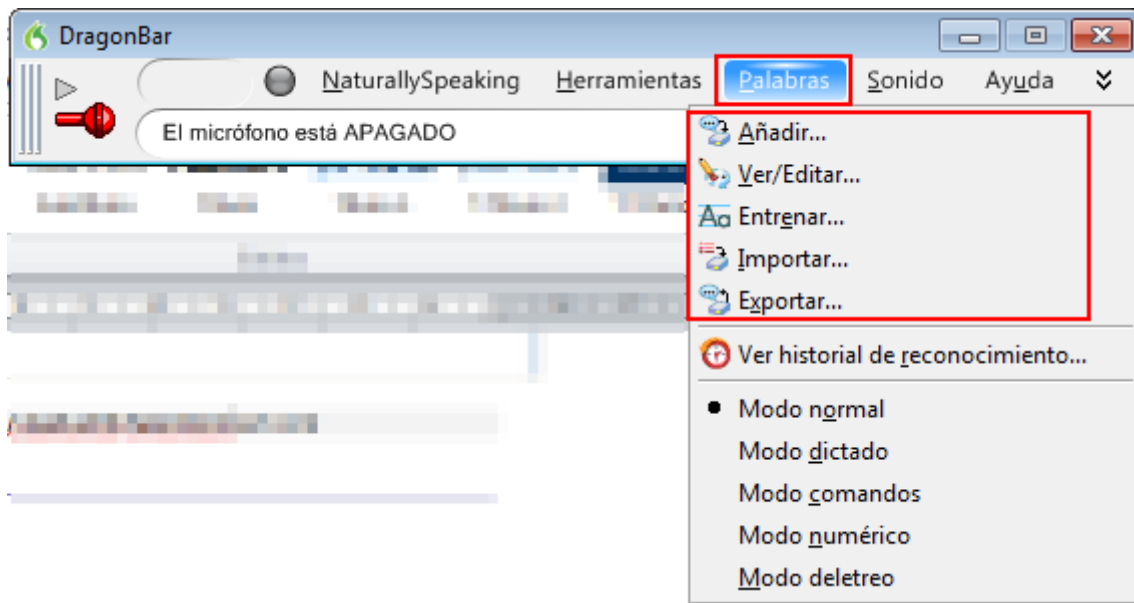 DragonBar
NaturallySpeaking Herramientas Palabras Sonido Ayuda
El micrófono está APAGADO
Añadir...
Ver/Editar...
Entrenar...
Importar...
Exportar...
Ver historial de reconocimiento...
Modo normal
Modo dictado
Modo comandos
Modo numérico
Modo deletreo